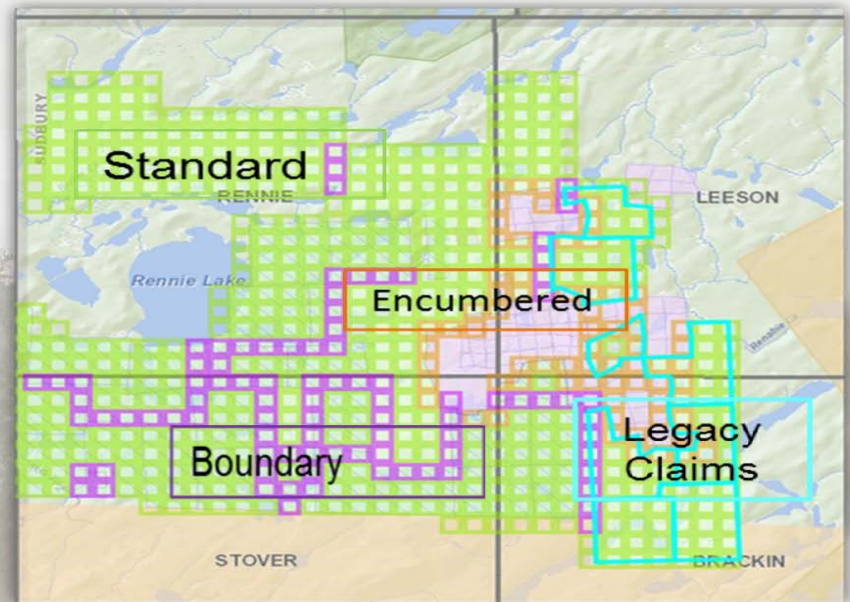 SUDBURY
Standard
RENNIE
LEESON
Rennie Lake
Encumbered
Legacy
Claims
Boundary
STOVER
BRACKIN